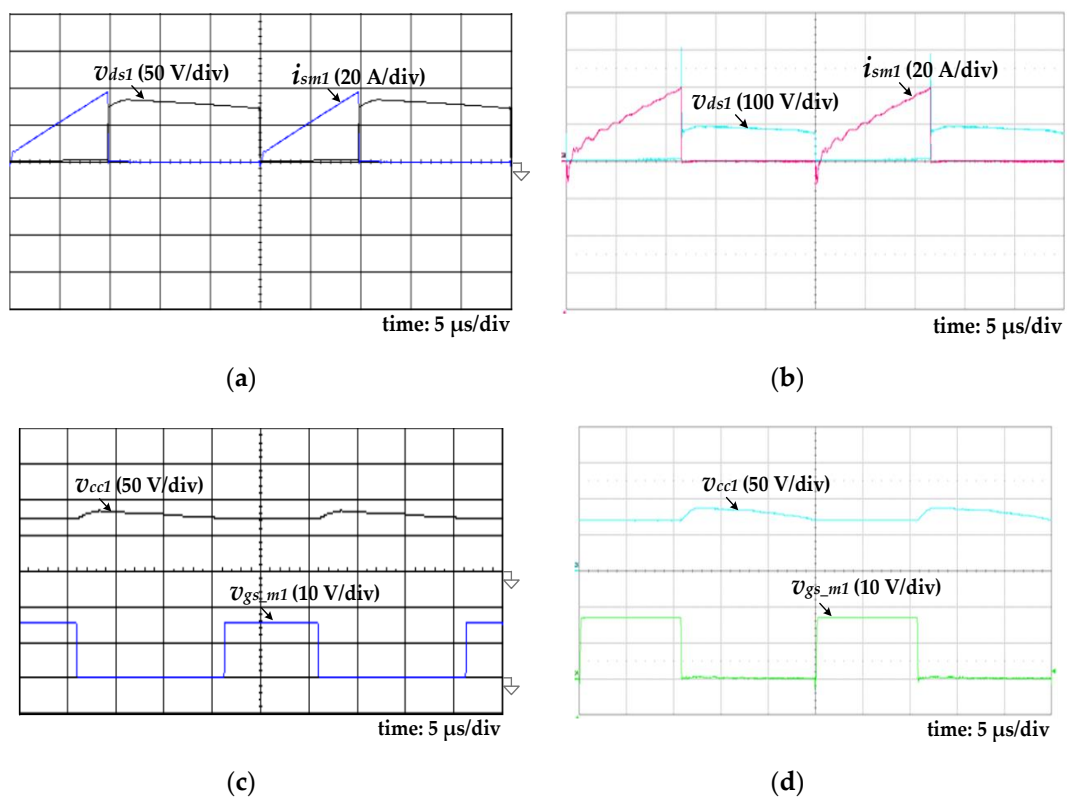 vds1 (50 V/div)
ism1 (20 A/div)
time: 5 μs/div
(a)
ism1 (20 A/div)
vds1 (100 V/div)
time: 5 μs/div
(b)
vcc1 (50 V/div)
vgs_m1 (10 V/div)
time: 5 μs/div
(c)
vcc1 (50 V/div)
vgs_m1 (10 V/div)
time: 5 μs/div
(d)